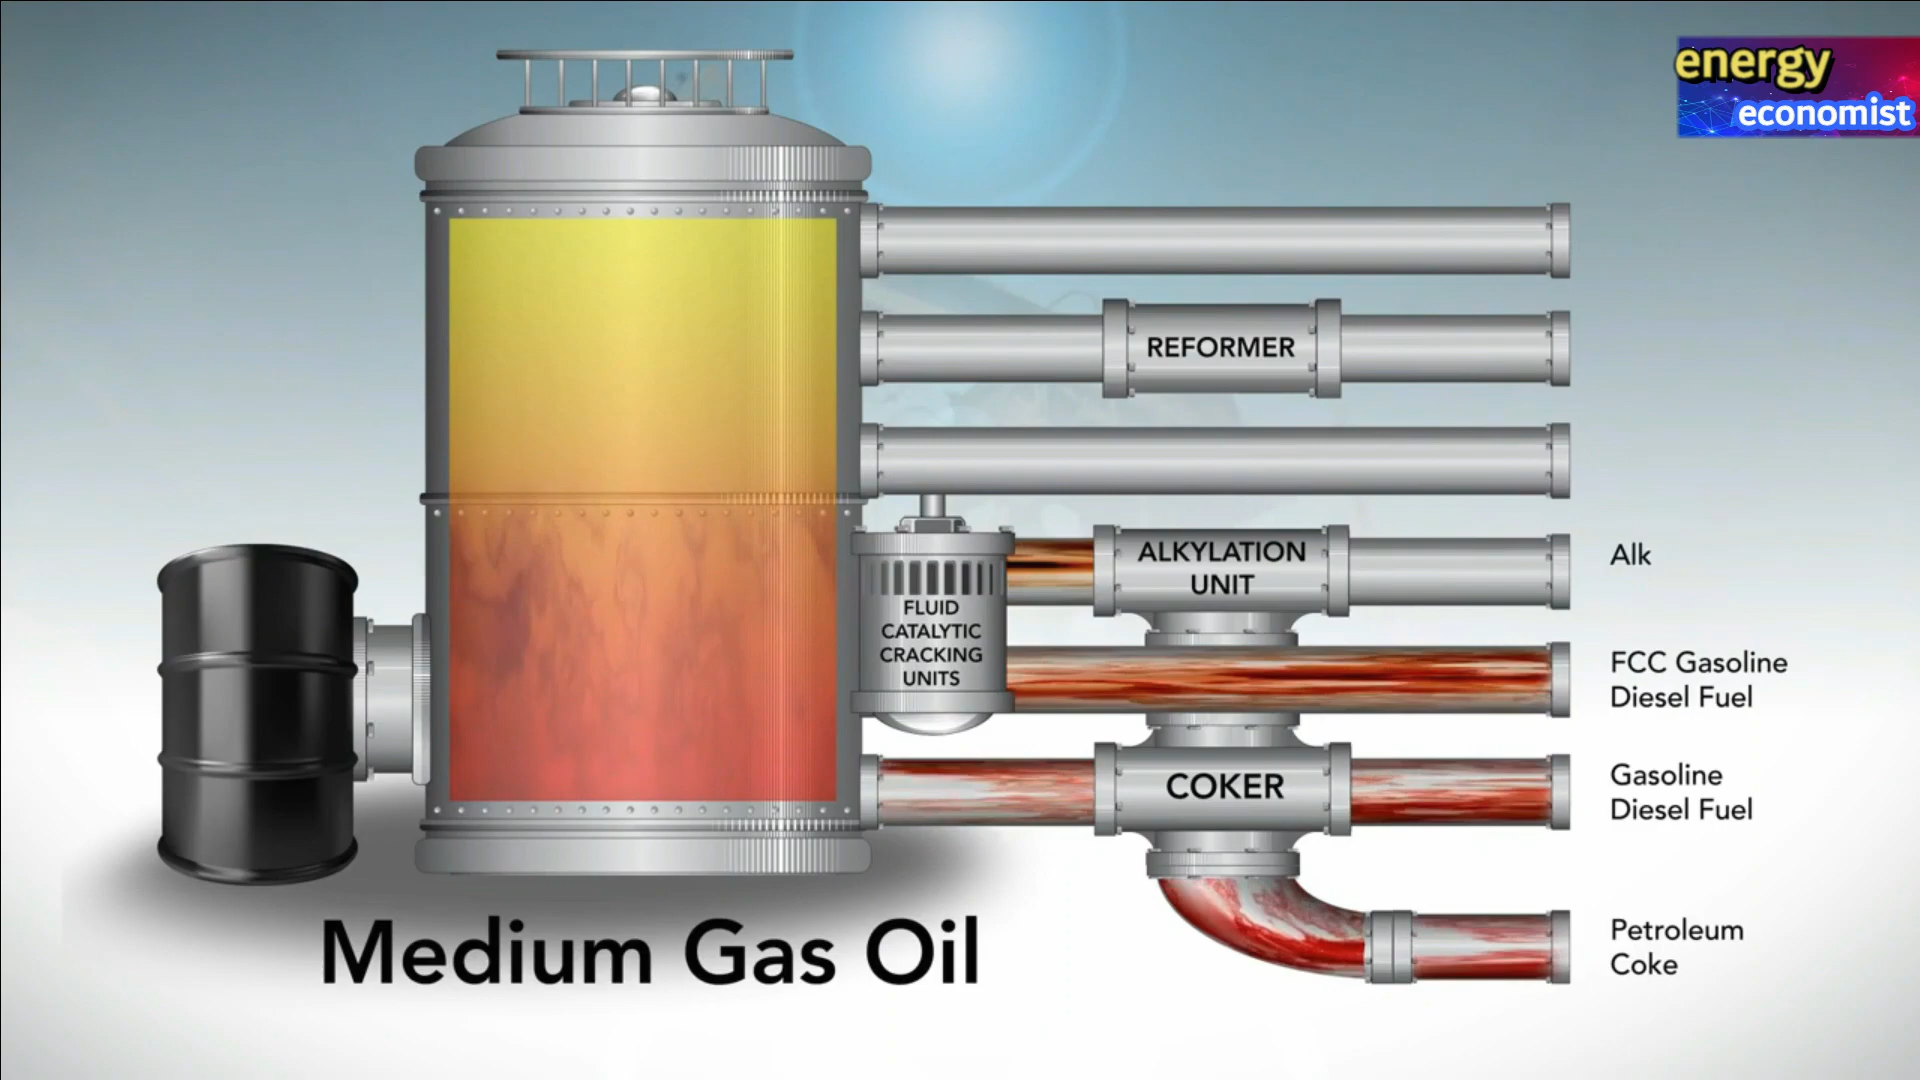 energy
economist
REFORMER
ALKYLATION
UNIT
Alk
FLUID
CATALYTIC
CRACKING
UNITS
FCC Gasoline
Diesel Fuel
COKER
Gasoline
Diesel Fuel
Petroleum
Coke
Medium Gas Oil